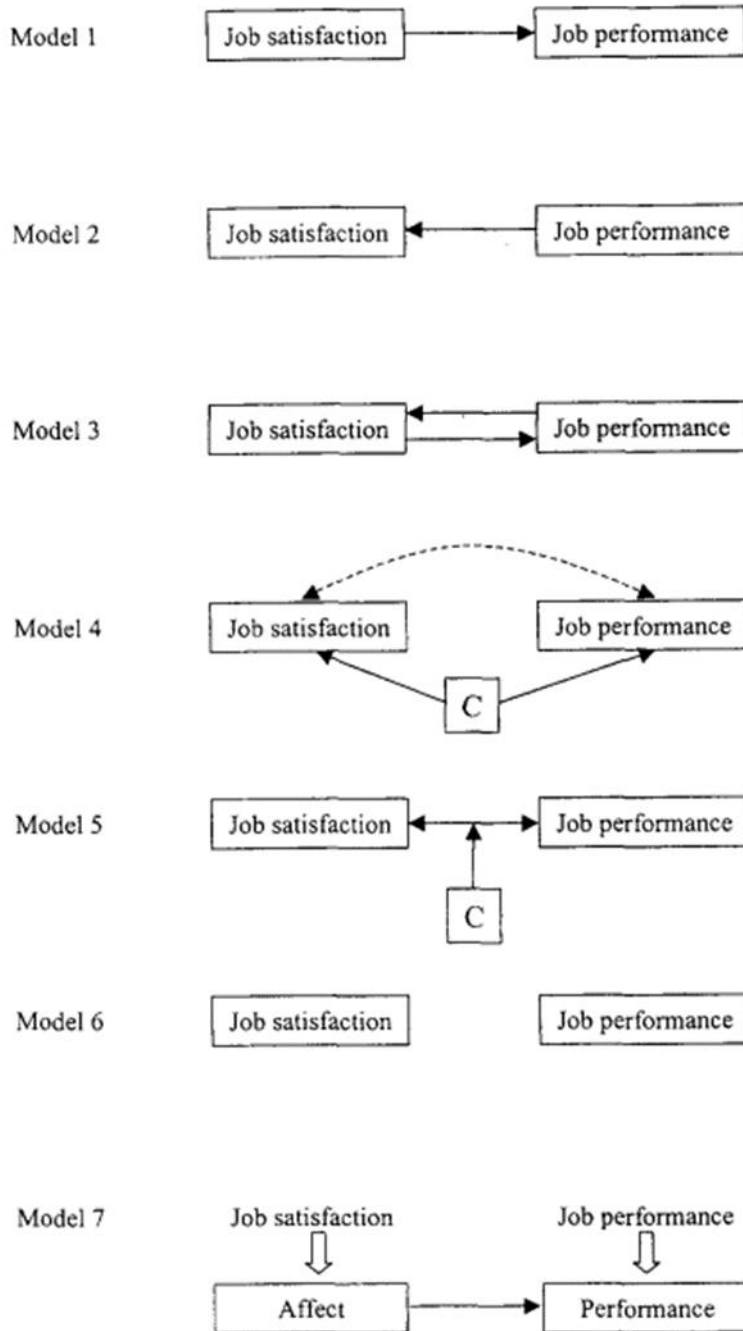 Model 1 Job satisfaction Job performance
Model 2 Job satisfaction Job performance
Model 3 Job satisfaction Job performance
Model 4 Job satisfaction Job performance
C
Model 5 Job satisfaction Job performance
C
Model 6 Job satisfaction Job performance
Model 7 Job satisfaction Job performance
Affect Performance